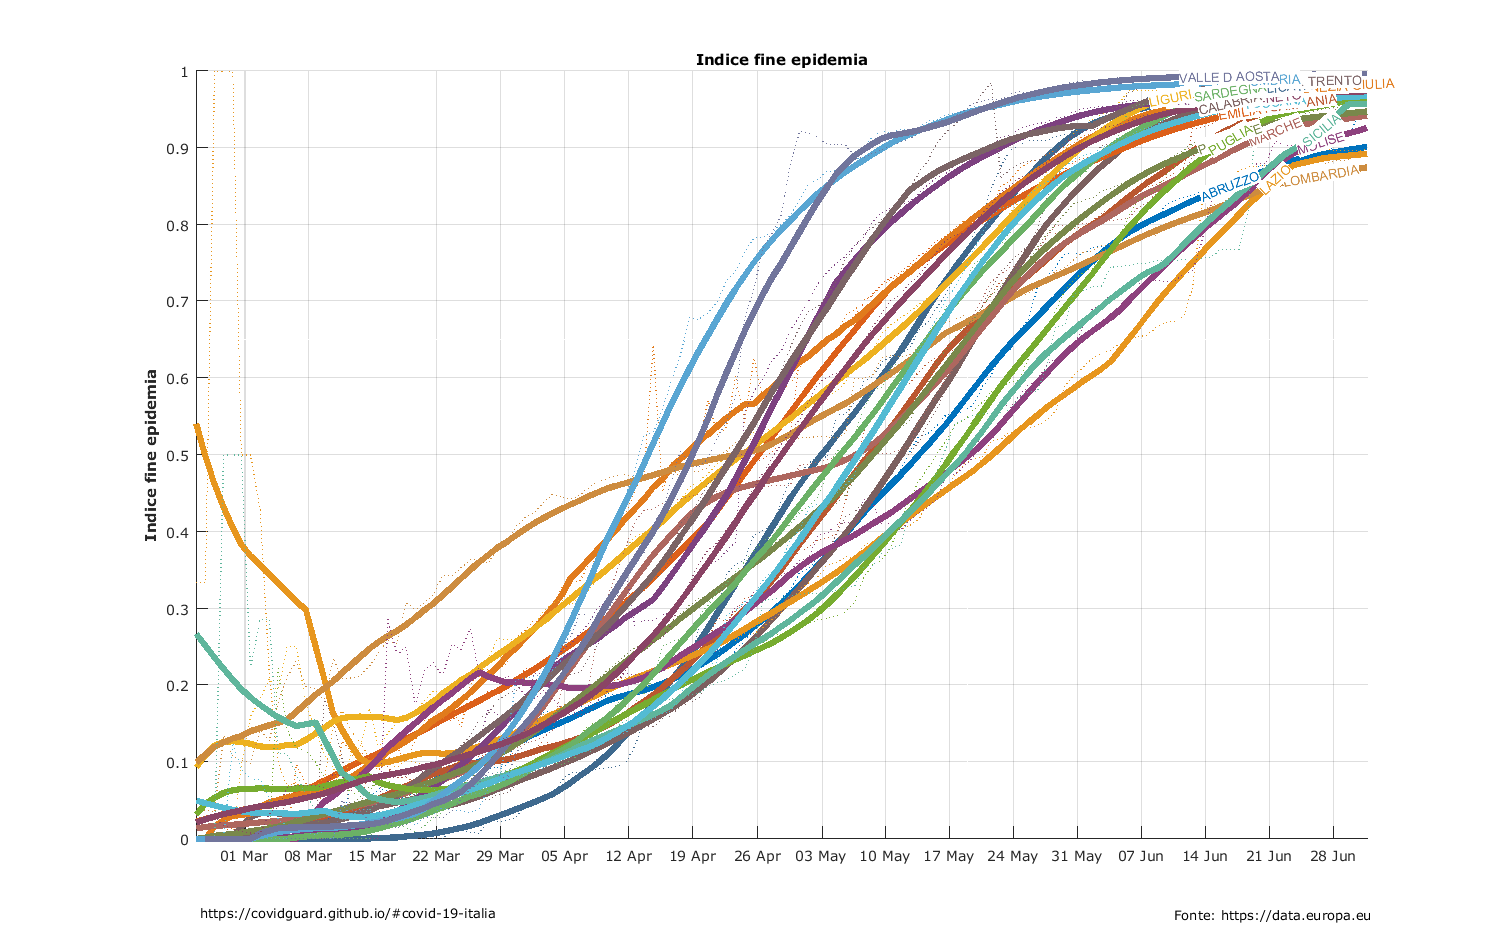 Indice fine epidemia
1
0.9
0.8
0.7
0.6
0.5
0.4
0.3
0.2
0.1
0
Indice fine epidemia
VALLE D AOSTA
TRENTO
LIGURI
SARDEGNA
CALABRIA
EMILIA
ANIA
GIULIA
PUGLIA
MARCHE
SICILIA
MOLISE
ABRUZZO
LAZIO
LOMBARDIA
01 Mar 08 Mar 15 Mar 22 Mar 29 Mar 05 Apr 12 Apr 19 Apr 26 Apr 03 May 10 May 17 May 24 May 31 May 07 Jun 14 Jun 21 Jun 28 Jun
https://covidguard.github.io/#covid-19-italia
Fonte: https://data.europa.eu